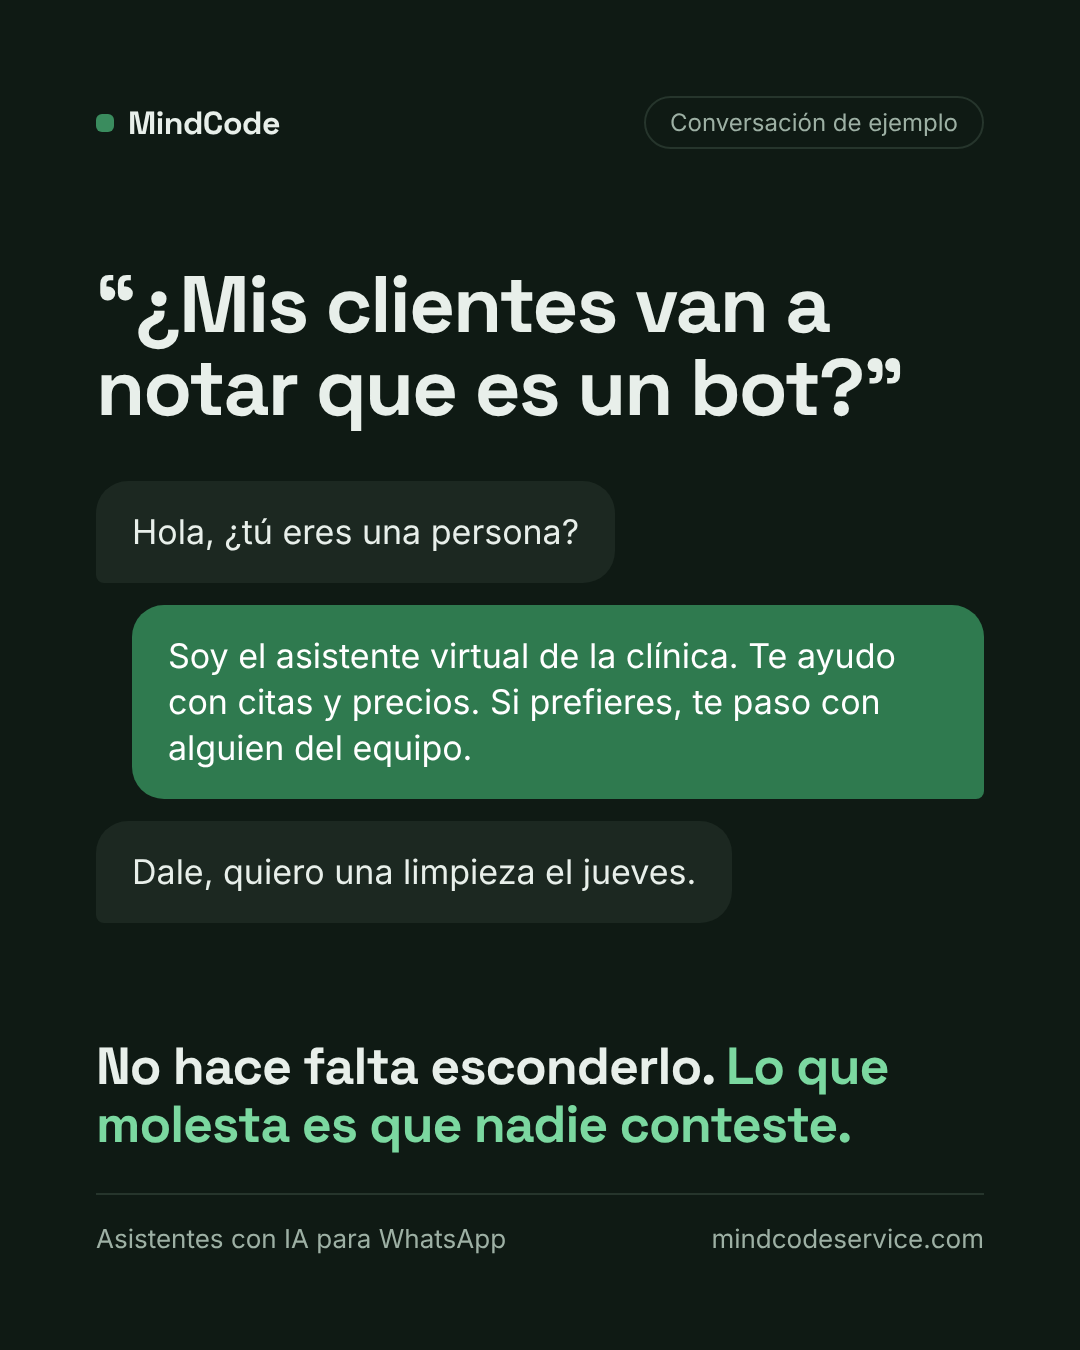 MindCode
Conversación de ejemplo
“¿Mis clientes van a
notar que es un bot?”
Hola, ¿tú eres una persona?
Soy el asistente virtual de la clínica. Te ayudo
con citas y precios. Si prefieres, te paso con
alguien del equipo.
Dale, quiero una limpieza el jueves.
No hace falta esconderlo. Lo que
molesta es que nadie conteste.
Asistentes con IA para WhatsApp
mindcodeservice.com